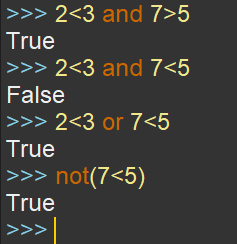 >>> 2<3 and 7>5
True
>>> 2<3 and 7<5
False
>>> 2<3 or 7<5
True
>>> not(7<5)
True
>>>